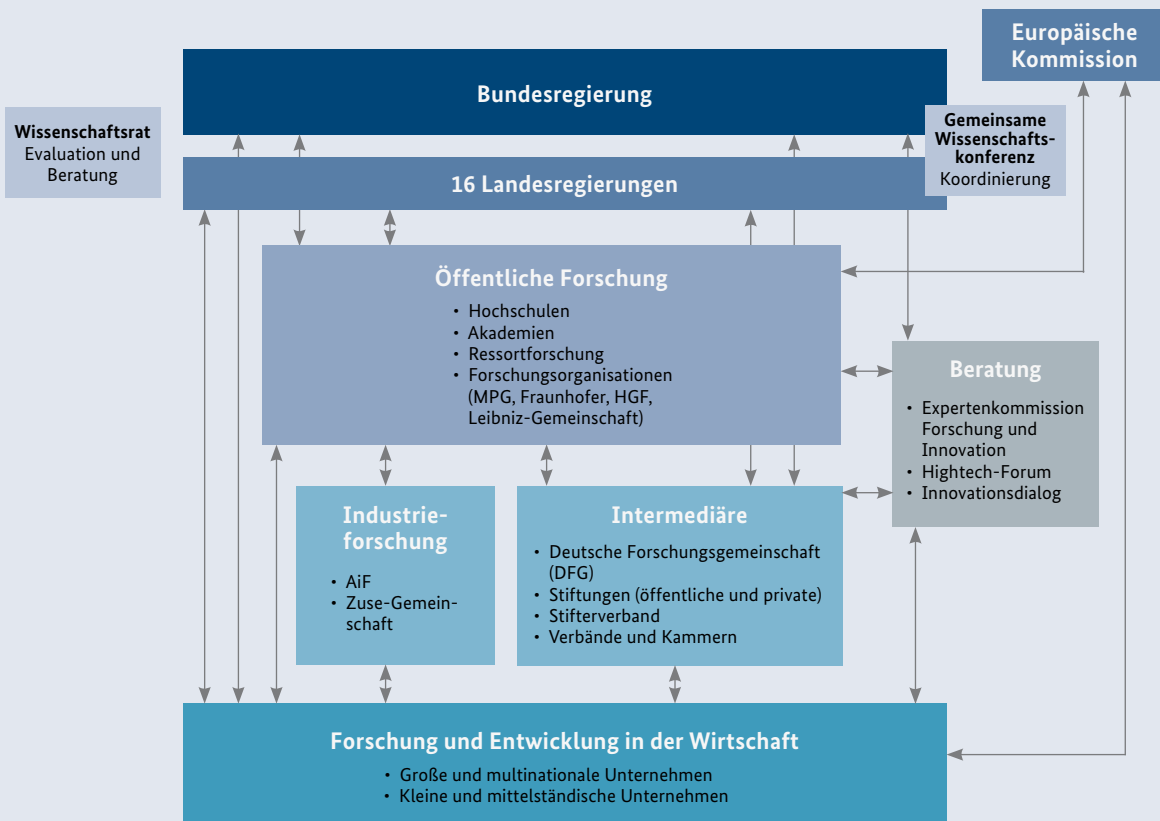 Europäische
Kommission
Bundesregierung
Wissenschaftsrat
Evaluation und
Beratung
Gemeinsame
Wissenschafts-
konferenz
Koordinierung
16 Landesregierungen
Öffentliche Forschung
• Hochschulen
• Akademien
• Ressortforschung
• Forschungsorganisationen
(MPG, Fraunhofer, HGF,
Leibniz-Gemeinschaft)
Beratung
• Expertenkommission
Forschung und
Innovation
• Hightech-Forum
• Innovationsdialog
Industrie-
forschung
• AiF
• Zuse-Gemein-
schaft
Intermediäre
• Deutsche Forschungsgemeinschaft
(DFG)
• Stiftungen (öffentliche und private)
• Stifterverband
• Verbände und Kammern
Forschung und Entwicklung in der Wirtschaft
• Große und multinationale Unternehmen
• Kleine und mittelständische Unternehmen